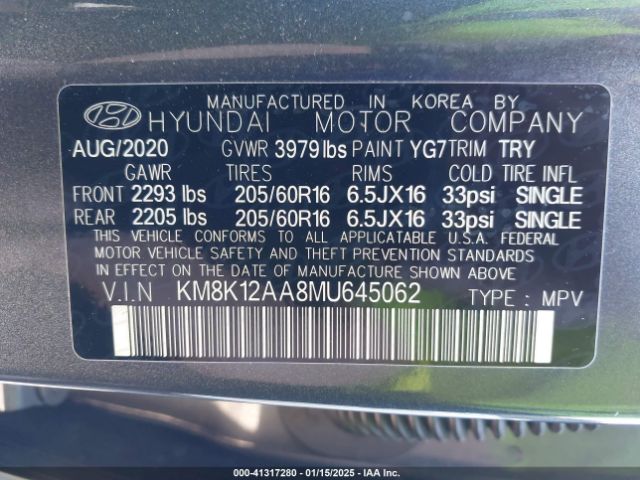 MANUFACTURED IN KOREA BY
HYUNDAI MOTOR COMPANY
AUG/2020 GVWR 3979 lbs PAINT YG7 TRIM TRY
GAWR TIRES RIMS COLD TIRE INFL
FRONT 2293 lbs 205/60R16 6.5JX16 33psi SINGLE
REAR 2205 lbs 205/60R16 6.5JX16 33psi SINGLE
THIS VEHICLE CONFORMS TO ALL APPLICATABLE U.S.A. FEDERAL
MOTOR VEHICLE SAFETY AND THEFT PREVENTION STANDARDS
IN EFFECT ON THE DATE OF MANUFACTURE SHOWN ABOVE
V.I.N KM8K12AA8MU645062 TYPE : MPV
000-41317280 - 01/15/2025 - IAA Inc.